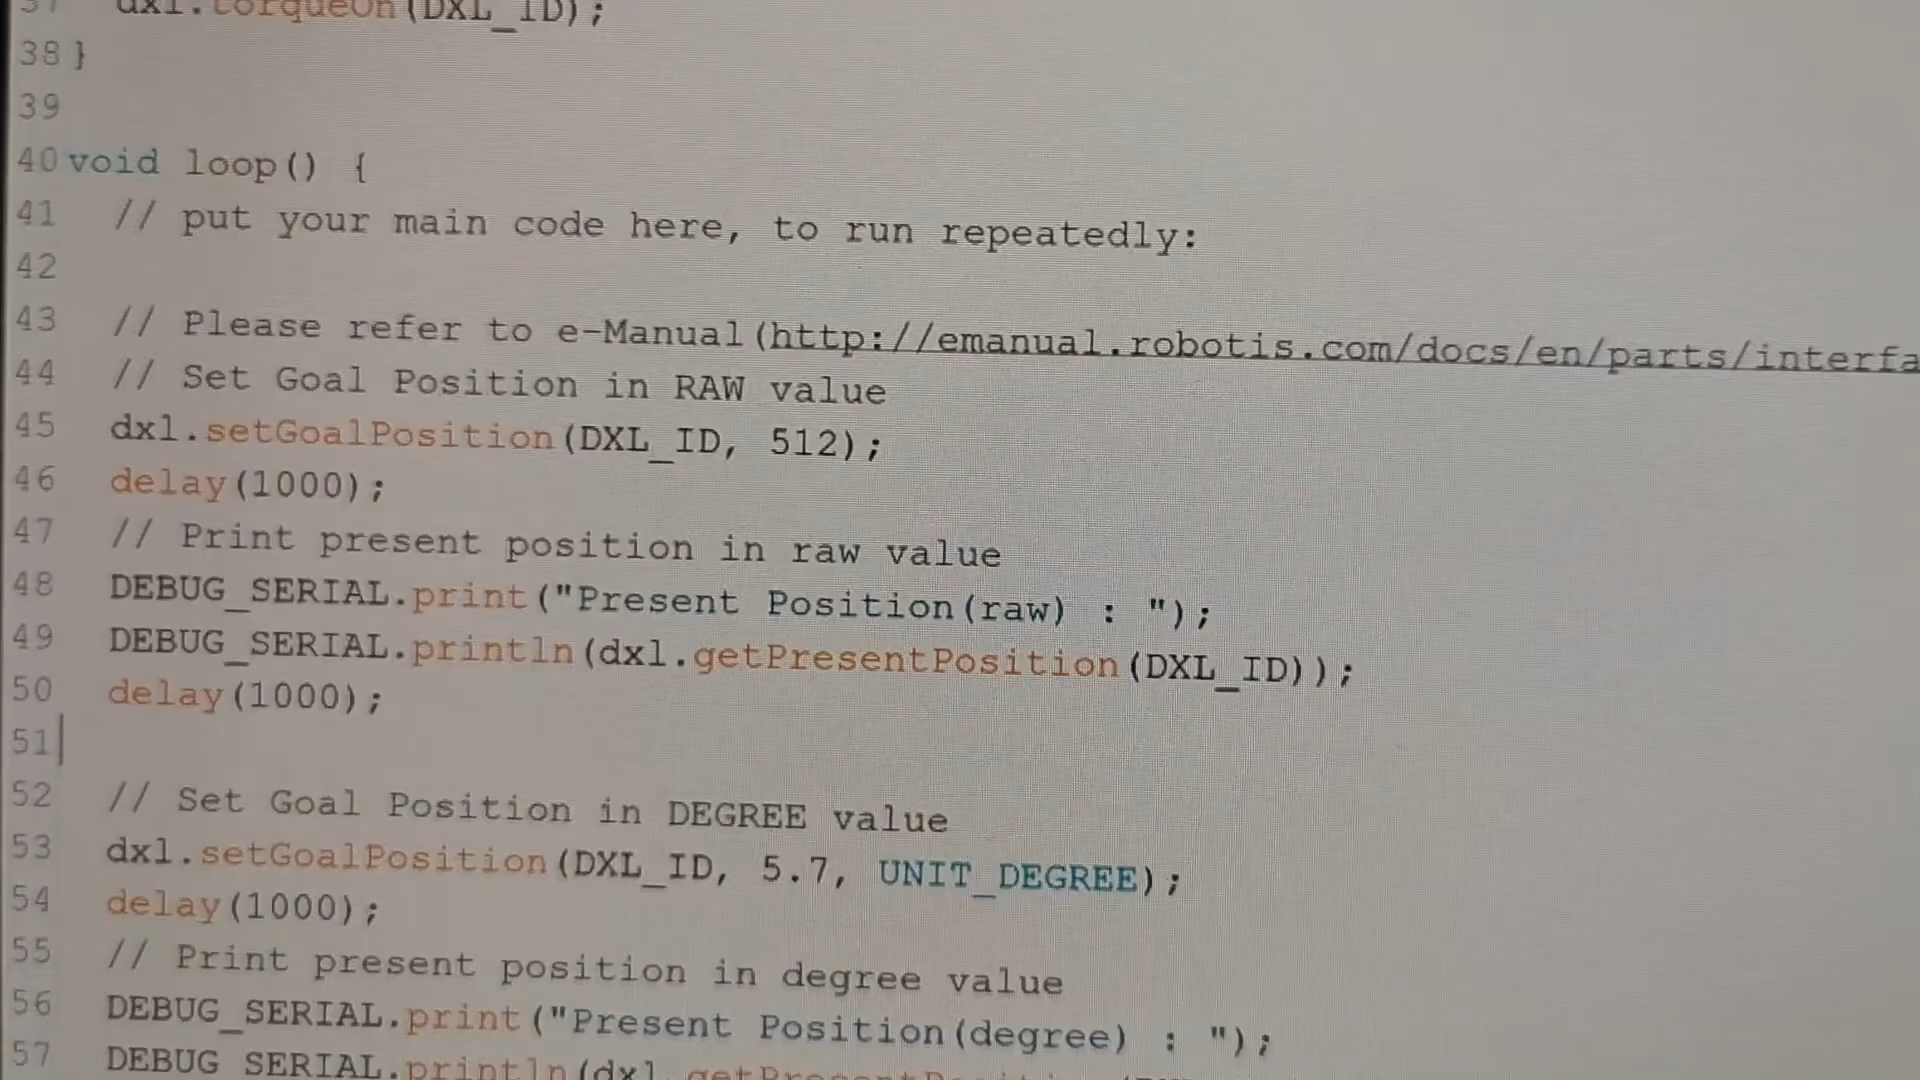 37 dxl.torqueOn(DXL_ID);
38 }
39
40 void loop() {
41 // put your main code here, to run repeatedly:
42
43 // Please refer to e-Manual(http://emanual.robotis.com/docs/en/parts/interfa
44 // Set Goal Position in RAW value
45 dxl.setGoalPosition(DXL_ID, 512);
46 delay(1000);
47 // Print present position in raw value
48 DEBUG_SERIAL.print("Present Position(raw) : ");
49 DEBUG_SERIAL.println(dxl.getPresentPosition(DXL_ID));
50 delay(1000);
51
52 // Set Goal Position in DEGREE value
53 dxl.setGoalPosition(DXL_ID, 5.7, UNIT_DEGREE);
54 delay(1000);
55 // Print present position in degree value
56 DEBUG_SERIAL.print("Present Position(degree) : ");
57 DEBUG_SERIAL.println(dxl.getPresentPosition(